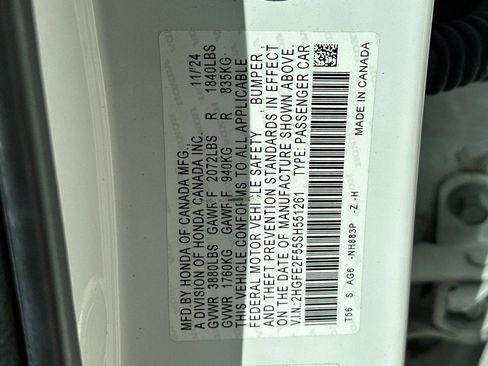 MFD.BY HONDA OF CANADA MFG. 11/24
A DIVISION OF HONDA CANADA INC.
GVWR 3880LBS GAWR-F 2072LBS R 1840LBS
GVWR 1760KG GAWR-F 940KG R 835KG
THIS VEHICLE CONFORMS TO ALL APPLICABLE
FEDERAL MOTOR VEHICLE SAFETY BUMPER,
AND THEFT PREVENTION STANDARDS IN EFFECT
ON THE DATE OF MANUFACTURE SHOWN ABOVE.
V.I.N.:2HGFE2F55SH551261 TYPE:PASSENGER CAR
T56 S AG6 -NH883P -Z -H MADE IN CANADA